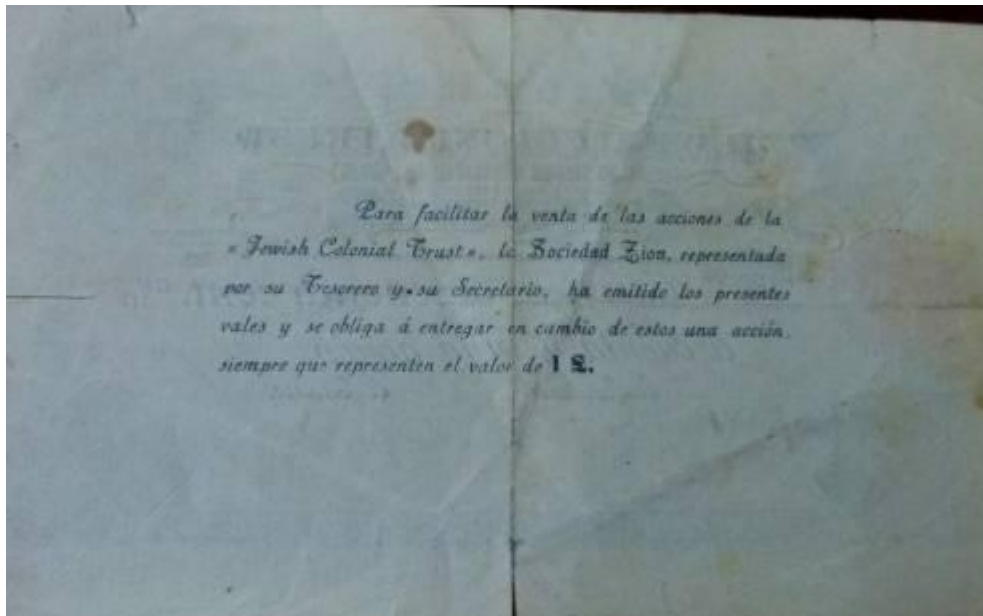 Para facilitar la venta de las acciones de la
« Jewish Colonial Trust », la Sociedad Zion, representada
por su Tesorero y su Secretario, ha emitido los presentes
vales y se obliga á entregar en cambio de estos una acción,
siempre que representen el valor de 1 £.